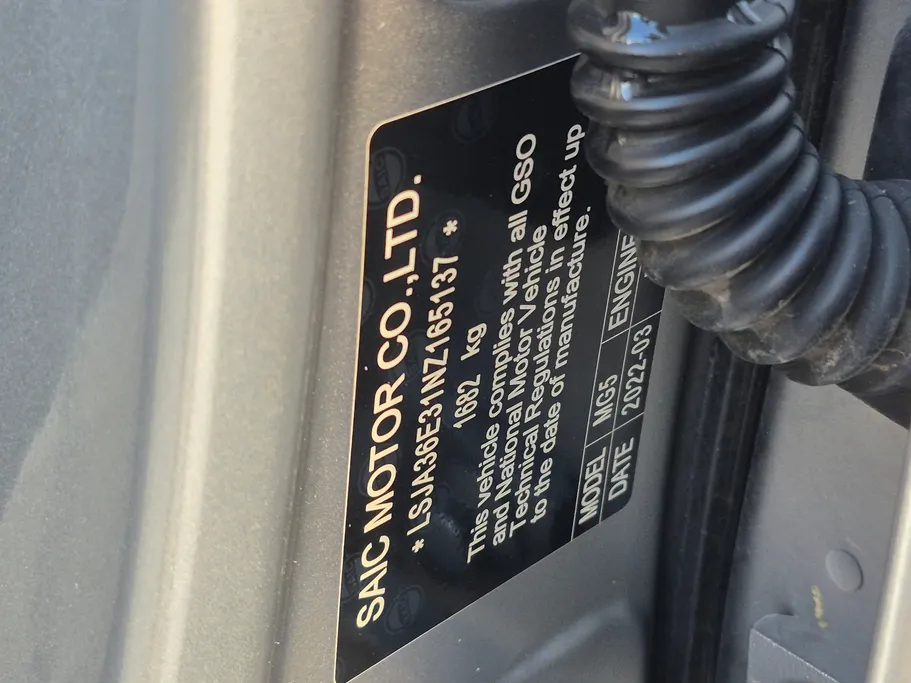 SAIC MOTOR CO.,LTD.
* LSJA36E31NZ165137 *
1682 kg
This vehicle complies with all GSO
and National Motor Vehicle
Technical Regulations in effect up
to the date of manufacture.
MODEL MG5 ENGINE
DATE 2022-03